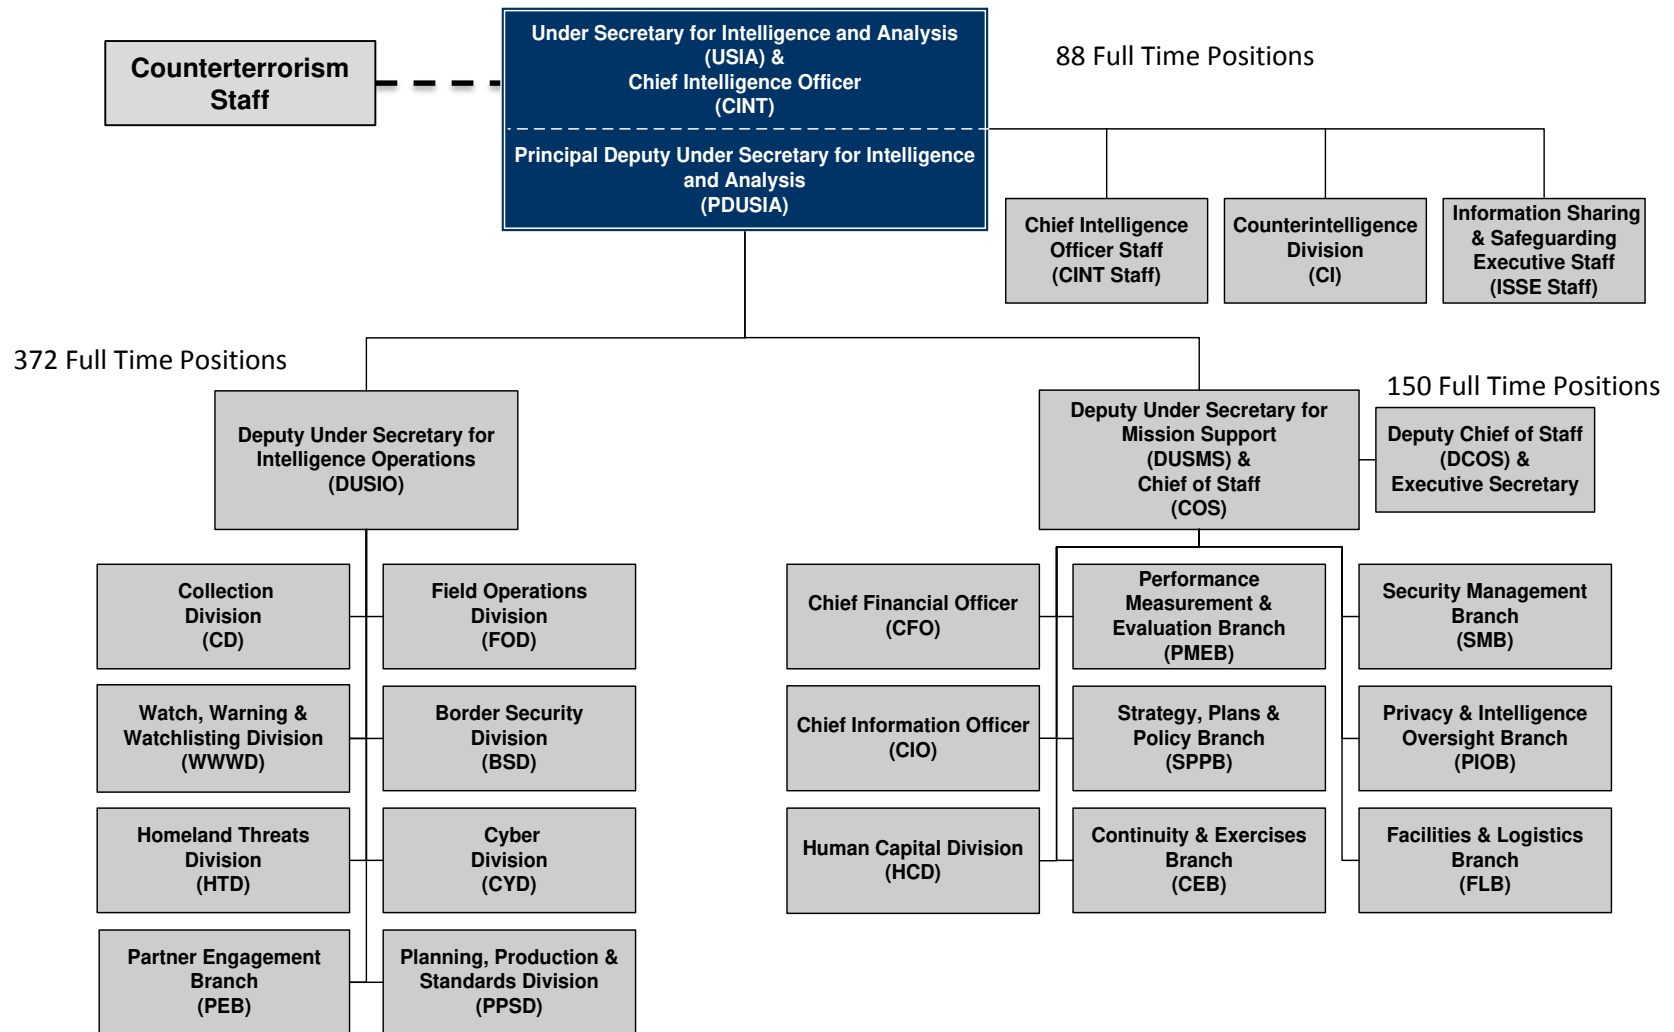 Counterterrorism
Staff
Under Secretary for Intelligence and Analysis
(USIA) &
Chief Intelligence Officer
(CINT)
Principal Deputy Under Secretary for Intelligence
and Analysis
(PDUSIA)
88 Full Time Positions
Chief Intelligence
Officer Staff
(CINT Staff)
Counterintelligence
Division
(CI)
Information Sharing
& Safeguarding
Executive Staff
(ISSE Staff)
372 Full Time Positions
Deputy Under Secretary for
Intelligence Operations
(DUSIO)
150 Full Time Positions
Deputy Under Secretary for
Mission Support
(DUSMS) &
Chief of Staff
(COS)
Deputy Chief of Staff
(DCOS) &
Executive Secretary
Collection
Division
(CD)
Field Operations
Division
(FOD)
Watch, Warning &
Watchlisting Division
(WWWD)
Border Security
Division
(BSD)
Homeland Threats
Division
(HTD)
Cyber
Division
(CYD)
Partner Engagement
Branch
(PEB)
Planning, Production &
Standards Division
(PPSD)
Chief Financial Officer
(CFO)
Performance
Measurement &
Evaluation Branch
(PMEB)
Security Management
Branch
(SMB)
Chief Information Officer
(CIO)
Strategy, Plans &
Policy Branch
(SPPB)
Privacy & Intelligence
Oversight Branch
(PIOB)
Human Capital Division
(HCD)
Continuity & Exercises
Branch
(CEB)
Facilities & Logistics
Branch
(FLB)